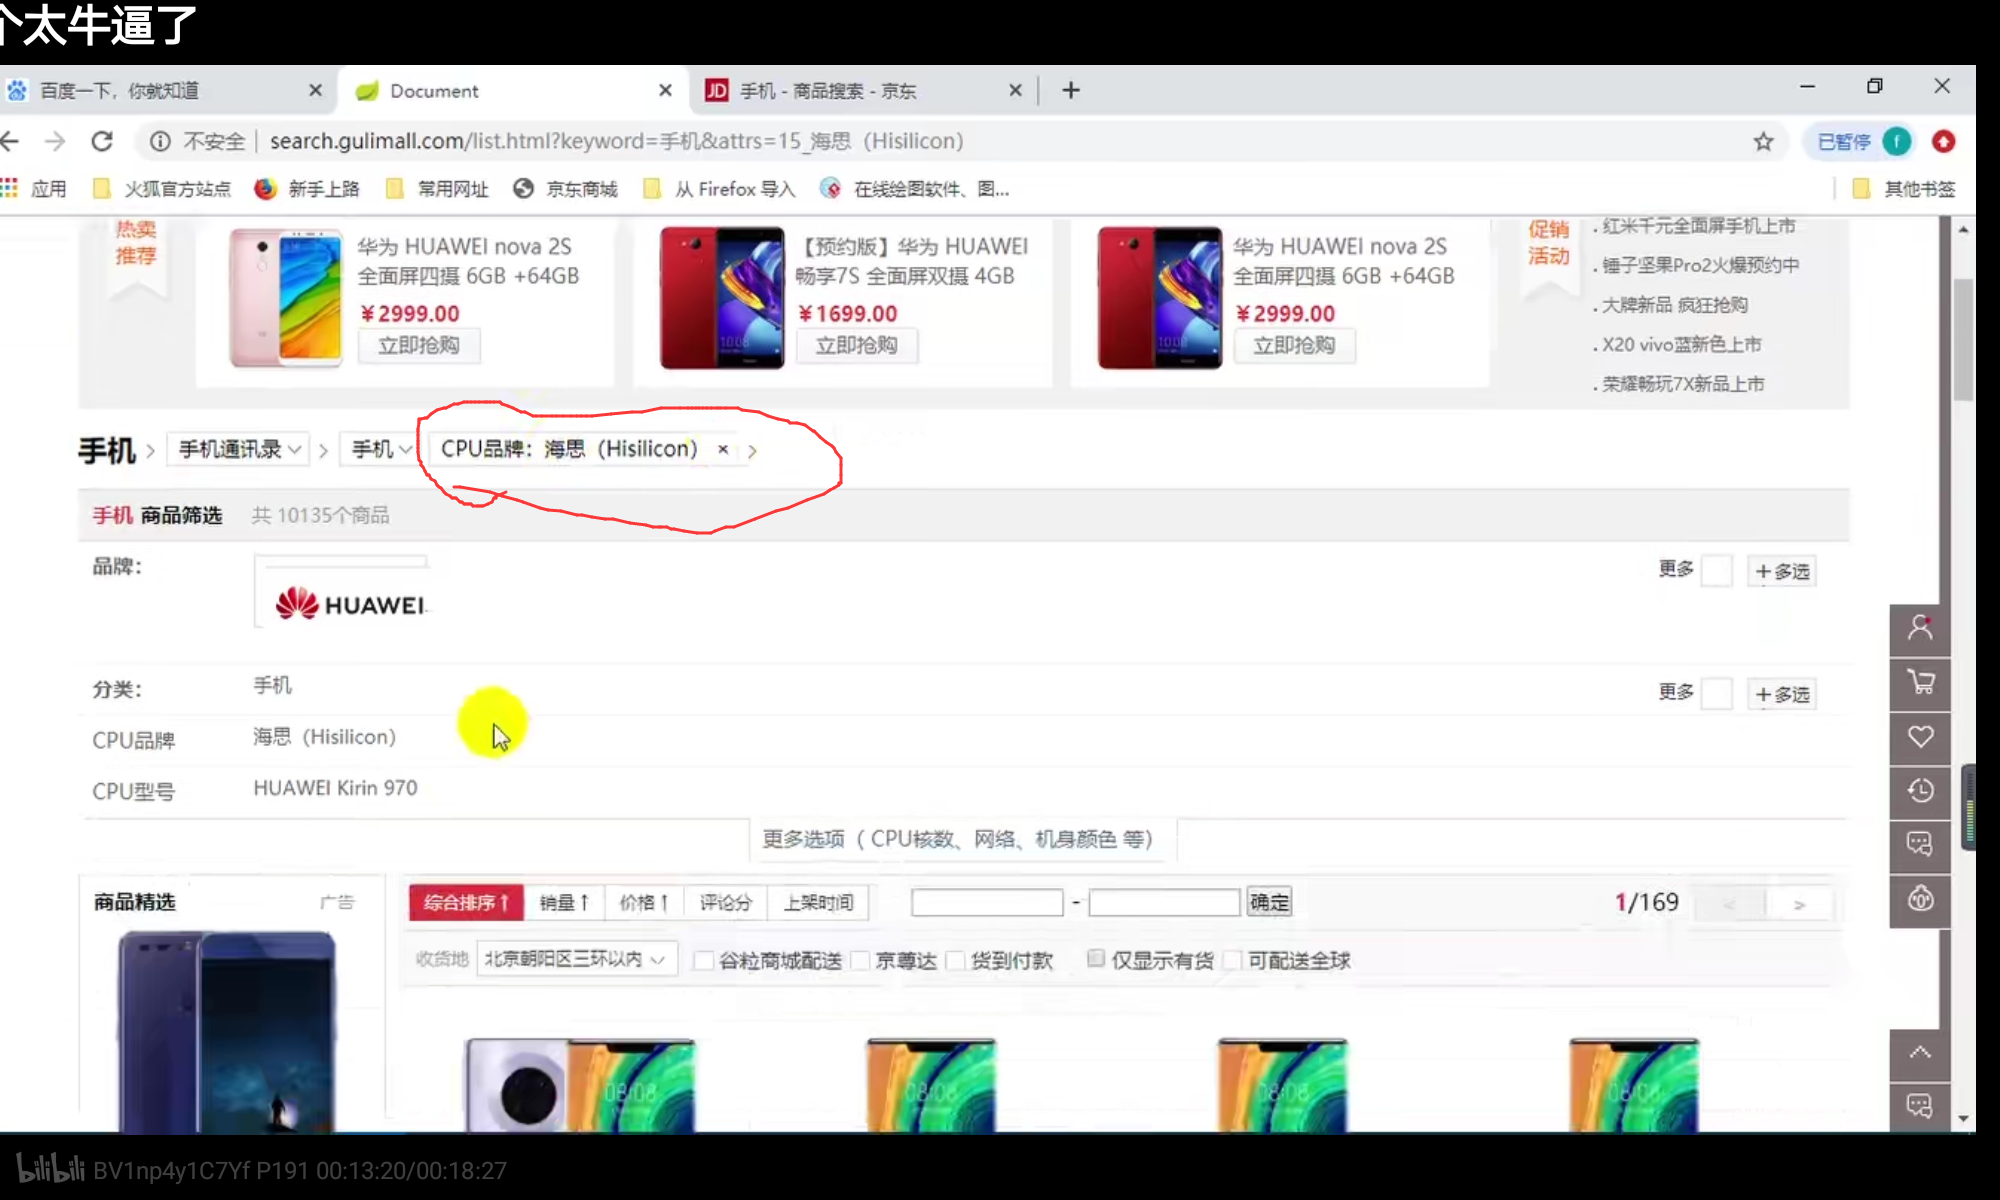 个太牛逼了
百度一下，你就知道
Document
JD 手机 - 商品搜索 - 京东
不安全 search.gulimall.com/list.html?keyword=手机&attrs=15_海思（Hisilicon） 已暂停 f
应用 火狐官方站点 新手上路 常用网址 京东商城 从 Firefox 导入 在线绘图软件、图... 其他书签
热卖
推荐
华为 HUAWEI nova 2S
全面屏四摄 6GB +64GB
￥2999.00
立即抢购
【预约版】华为 HUAWEI
畅享7S 全面屏双摄 4GB
￥1699.00
立即抢购
华为 HUAWEI nova 2S
全面屏四摄 6GB +64GB
￥2999.00
立即抢购
促销
活动
. 红米千元全面屏手机上市
. 锤子坚果Pro2火爆预约中
. 大牌新品 疯狂抢购
. X20 vivo蓝新色上市
. 荣耀畅玩7X新品上市
手机 > 手机通讯录 > 手机 CPU品牌：海思（Hisilicon） × >
手机 商品筛选 共 10135个商品
品牌： HUAWEI 更多 +多选
分类： 手机 更多 +多选
CPU品牌 海思（Hisilicon）
CPU型号 HUAWEI Kirin 970
更多选项（ CPU核数、网络、机身颜色 等）
商品精选 广告
综合排序↑ 销量↑ 价格↑ 评论分 上架时间 - 确定 1/169 < >
收货地 北京朝阳区三环以内 谷粒商城配送 京尊达 货到付款 仅显示有货 可配送全球
08:08 08:08 08:08 08:08
bilibili BV1np4y1C7Yf P191 00:13:20/00:18:27